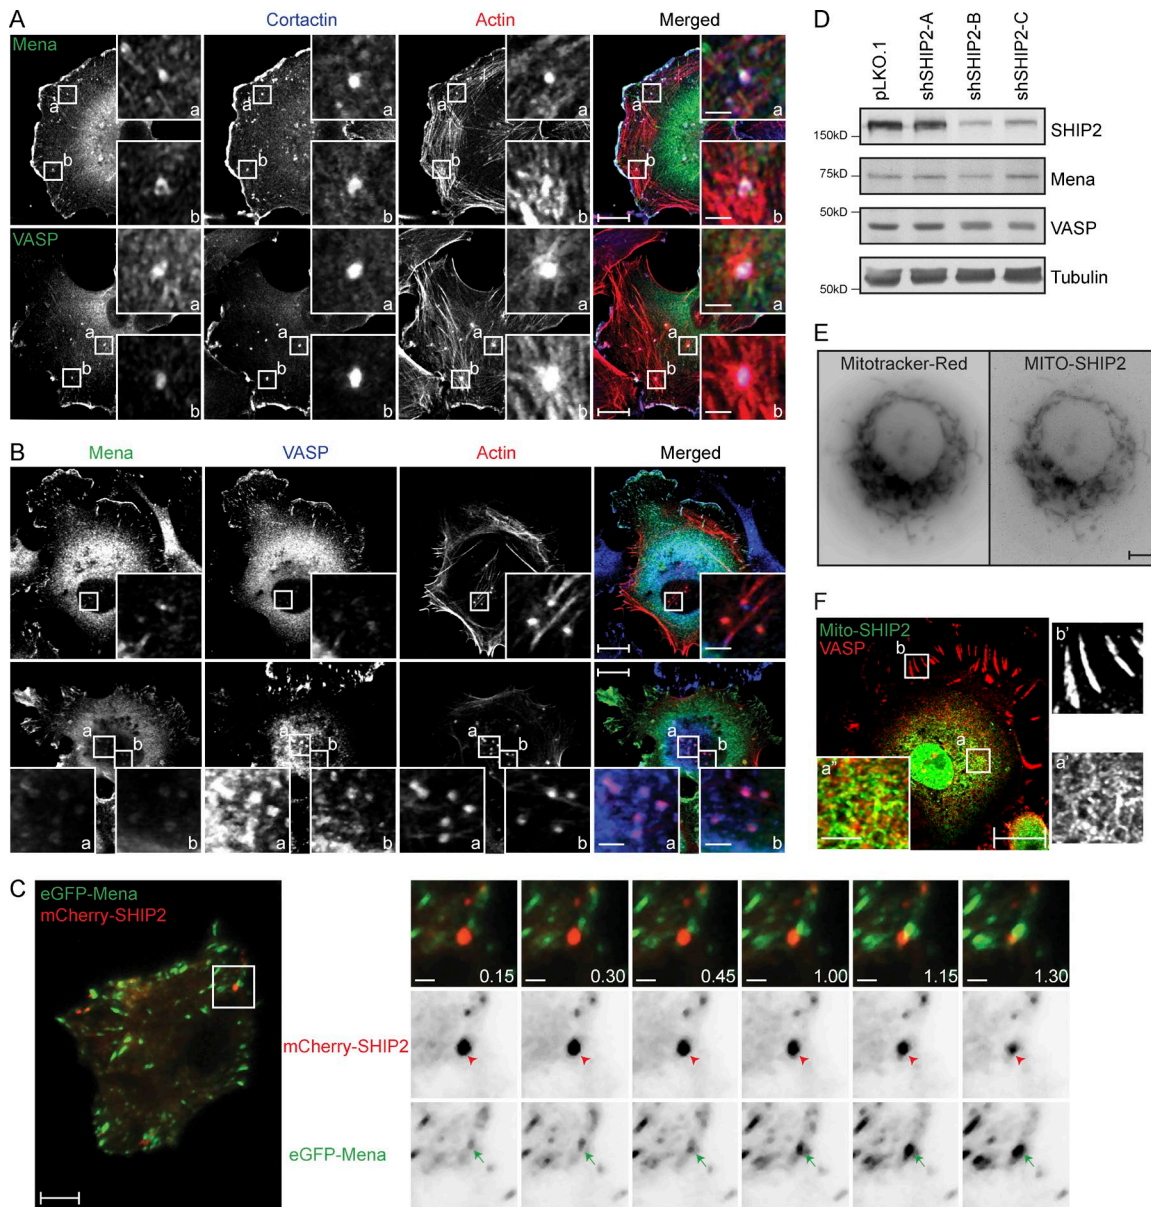 A
Cortactin Actin Merged
Mena
a
a
a
a
a
a
b
b
b
b
b
b
b
b
VASP
a
a
a
a
a
a
a
b
b
b
b
b
b
b
B
Mena VASP Actin Merged
a
b
a
b
a
b
a b
a b
a b
a b
C
eGFP-Mena
mCherry-SHIP2
0.15 0.30 0.45 1.00 1.15 1.30
mCherry-SHIP2
eGFP-Mena
D
pLKO.1
shSHIP2-A
shSHIP2-B
shSHIP2-C
150kD SHIP2
75kD Mena
50kD VASP
50kD Tubulin
E
Mitotracker-Red MITO-SHIP2
F
Mito-SHIP2
VASP
b
b'
a
a"
a'